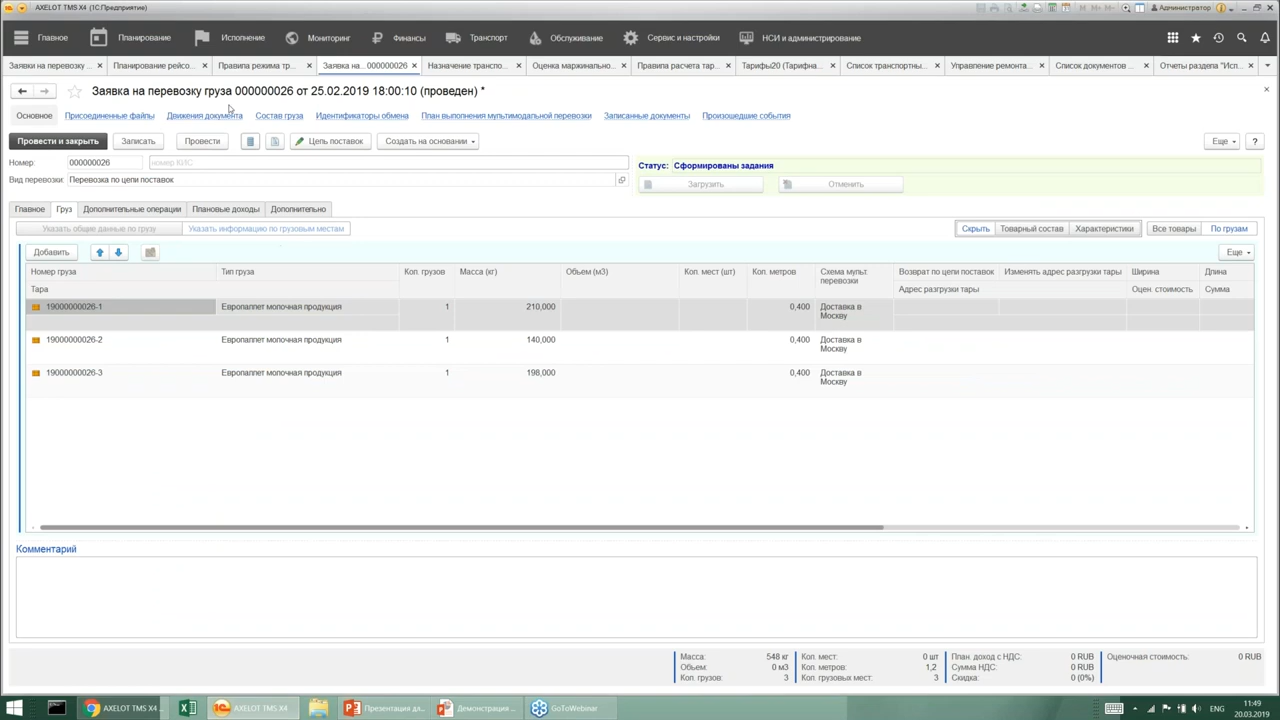 AXELOT TMS X4 (1С:Предприятие)
M M+ M- Администратор
Главное Планирование Исполнение Мониторинг Финансы Транспорт Обслуживание Сервис и настройки НСИ и администрирование
Заявки на перевозку ... × Планирование рейсо... × Правила режима тр... × Заявка на... 000000026 × Назначение транспо... × Оценка маржинально... × Правила расчета тар... × Тарифы20 (Тарифна... × Список транспортны... × Управление ремонта... × Список документов ... × Отчеты раздела "Исп... ×
Заявка на перевозку груза 000000026 от 25.02.2019 18:00:10 (проведен) *
Основное Присоединенные файлы Движения документа Состав груза Идентификаторы обмена План выполнения мультимодальной перевозки Записанные документы Произошедшие события
Провести и закрыть Записать Провести Цепь поставок Создать на основании Еще ?
Номер: 000000026 номер КИС Статус: Сформированы задания
Вид перевозки: Перевозка по цепи поставок Загрузить Отменить
Главное Груз Дополнительные операции Плановые доходы Дополнительно
Указать общие данные по грузу Указать информацию по грузовым местам Скрыть Товарный состав Характеристики Все товары По грузам
Добавить Еще
Номер груза Тип груза Кол. грузов Масса (кг) Объем (м3) Кол. мест (шт) Кол. метров Схема мульт. перевозки Возврат по цепи поставок Изменять адрес разгрузки тары Ширина Длина
Тара Адрес разгрузки тары Оцен. стоимость Сумма
19000000026-1 Европаллет молочная продукция 1 210,000 0,400 Доставка в Москву
19000000026-2 Европаллет молочная продукция 1 140,000 0,400 Доставка в Москву
19000000026-3 Европаллет молочная продукция 1 198,000 0,400 Доставка в Москву
Комментарий
Масса: 548 кг Кол. мест: 0 шт План. доход с НДС: 0 RUB Оценочная стоимость: 0 RUB
Объем: 0 м3 Кол. метров: 1,2 Сумма НДС: 0 RUB
Кол. грузов: 3 Кол. грузовых мест: 3 Скидка: 0 (0%)
AXELOT TMS X4 ... AXELOT TMS X4 Презентация дл... Демонстрация ... GoToWebinar ENG 11:49
20.03.2019